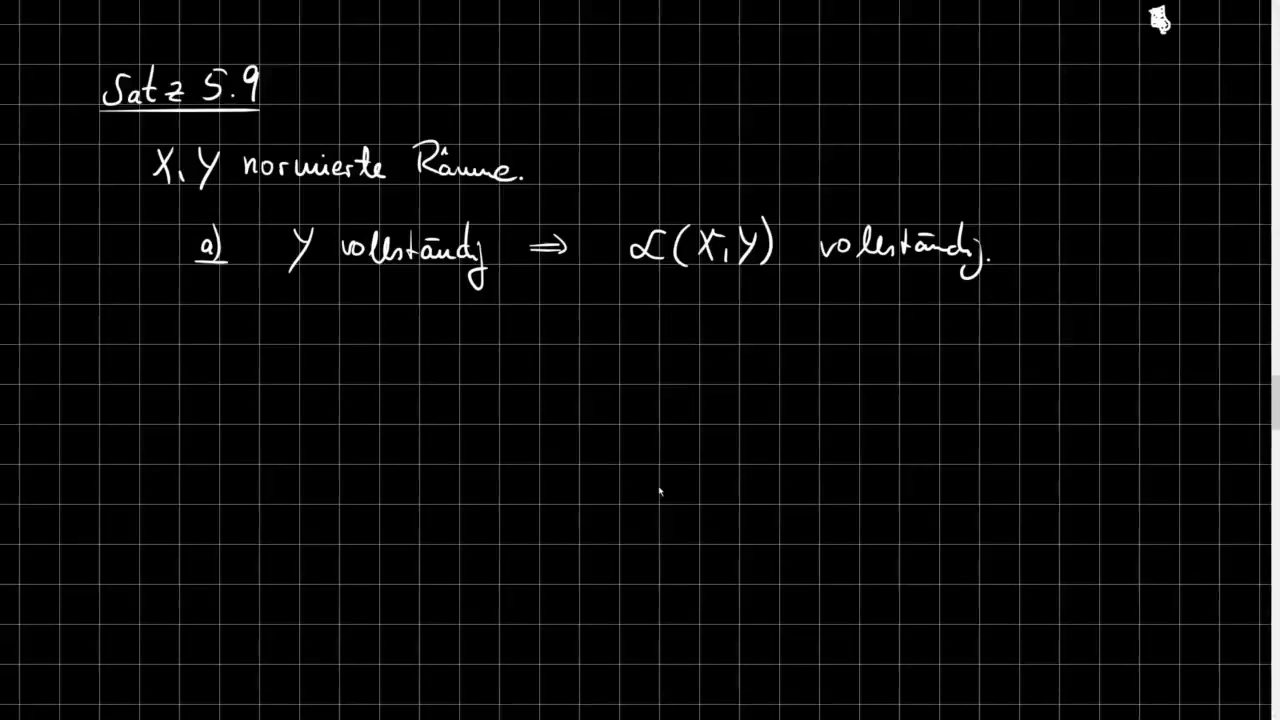 Satz 5.9
X, Y normierte Räume.
a) Y vollständig ⇒ ℒ(X, Y) vollständig.